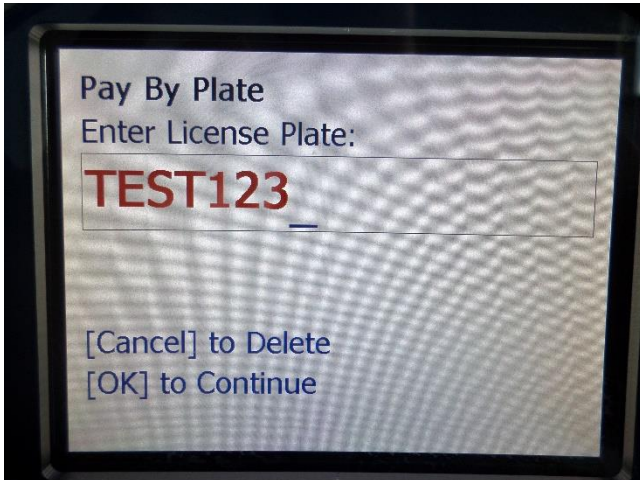 Pay By Plate
Enter License Plate:
TEST123_
[Cancel] to Delete
[OK] to Continue